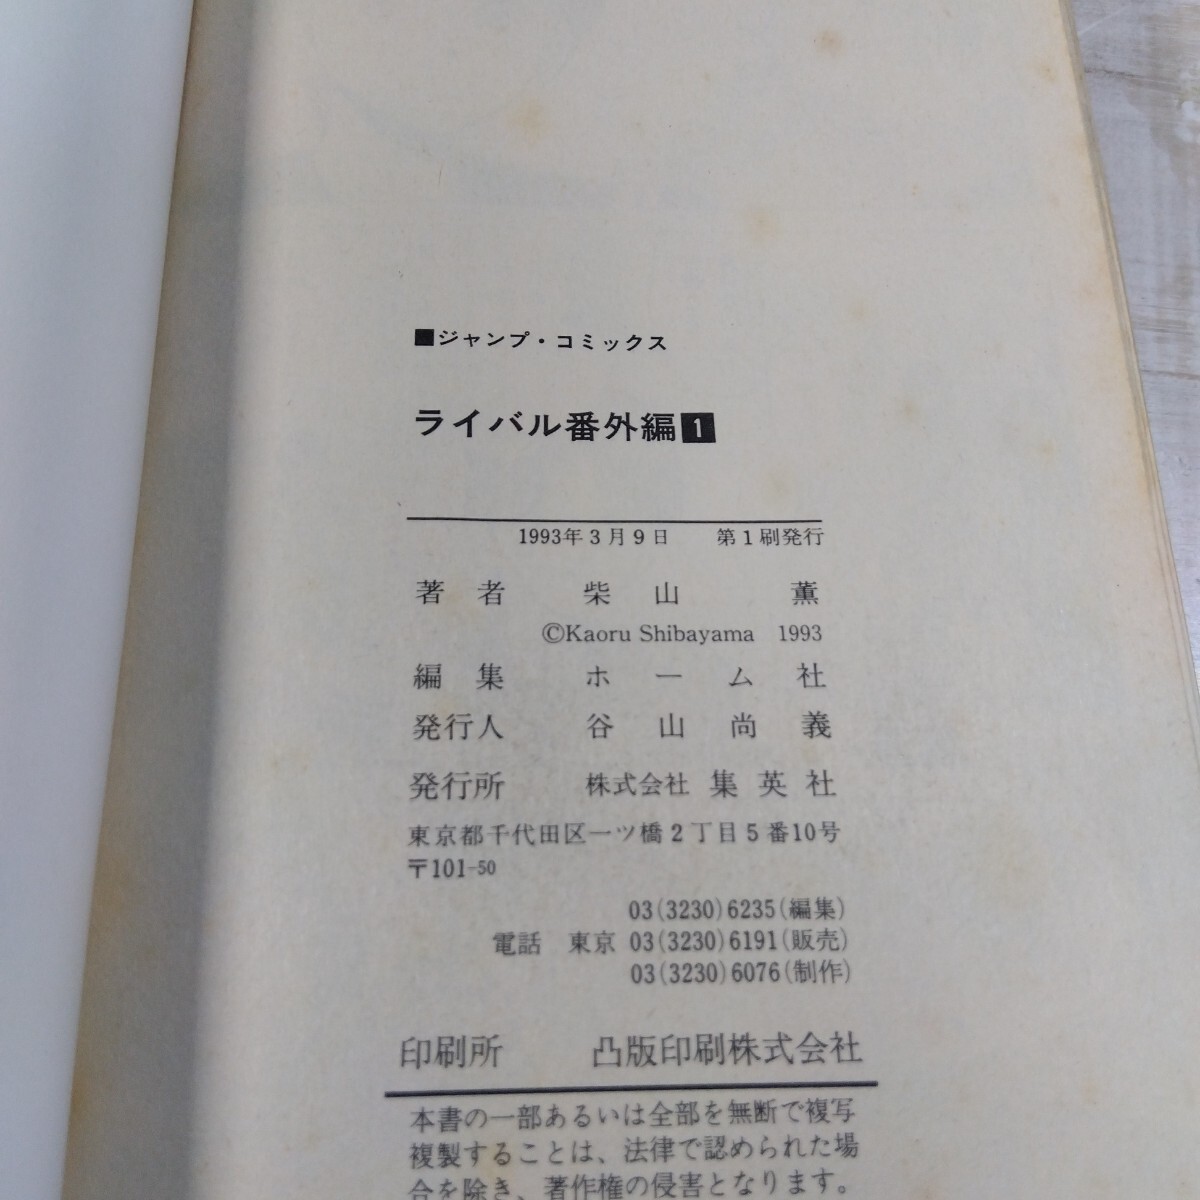 ■ジャンプ・コミックス
ライバル番外編1
1993年3月9日　第1刷発行
著者　柴山　薫
©Kaoru Shibayama 1993
編集　ホーム社
発行人　谷山尚義
発行所　株式会社 集英社
東京都千代田区一ツ橋2丁目5番10号
〒101-50
03(3230)6235(編集)
電話　東京 03(3230)6191(販売)
03(3230)6076(制作)
印刷所　凸版印刷株式会社
本書の一部あるいは全部を無断で複写
複製することは、法律で認められた場
合を除き、著作権の侵害となります。